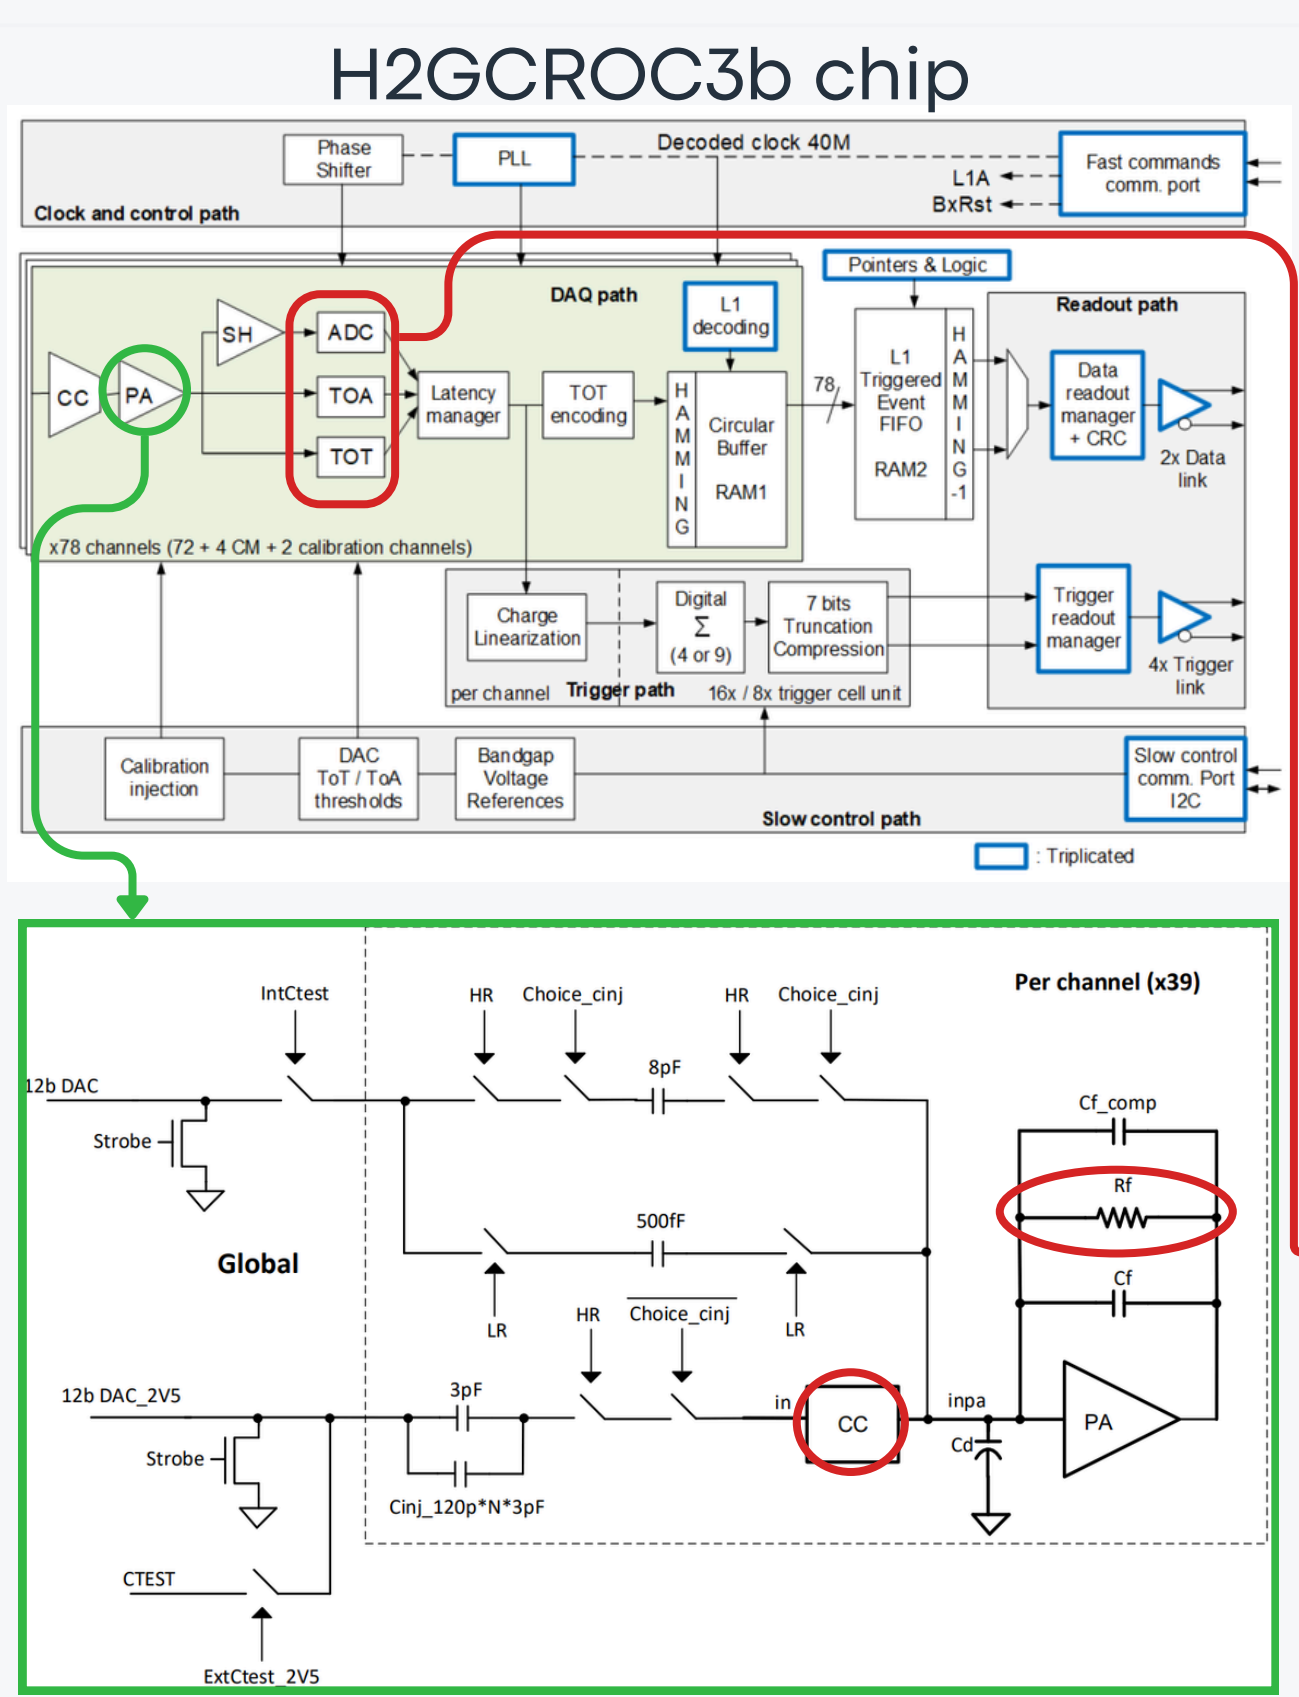 H2GCROC3b chip
Phase
Shifter
PLL
Decoded clock 40M
L1A
BxRst
Fast commands
comm. port
Clock and control path
DAQ path
L1
decoding
Pointers & Logic
Readout path
CC
PA
SH
ADC
TOA
TOT
Latency
manager
TOT
encoding
H
A
M
M
I
N
G
Circular
Buffer
RAM1
78
L1
Triggered
Event
FIFO
RAM2
H
A
M
M
I
N
G
-1
Data
readout
manager
+ CRC
2x Data
link
x78 channels (72 + 4 CM + 2 calibration channels)
Charge
Linearization
per channel
Trigger path
Digital
Σ
(4 or 9)
7 bits
Truncation
Compression
16x / 8x trigger cell unit
Trigger
readout
manager
4x Trigger
link
Calibration
injection
DAC
ToT / ToA
thresholds
Bandgap
Voltage
References
Slow control
comm. Port
I2C
Slow control path
: Triplicated
Per channel (x39)
IntCtest
HR
Choice_cinj
HR
Choice_cinj
12b DAC
8pF
Strobe
Cf_comp
Rf
Cf
500fF
Global
LR
LR
HR
Choice_cinj
12b DAC_2V5
3pF
in
CC
inpa
Cd
PA
Strobe
Cinj_120p*N*3pF
CTEST
ExtCtest_2V5